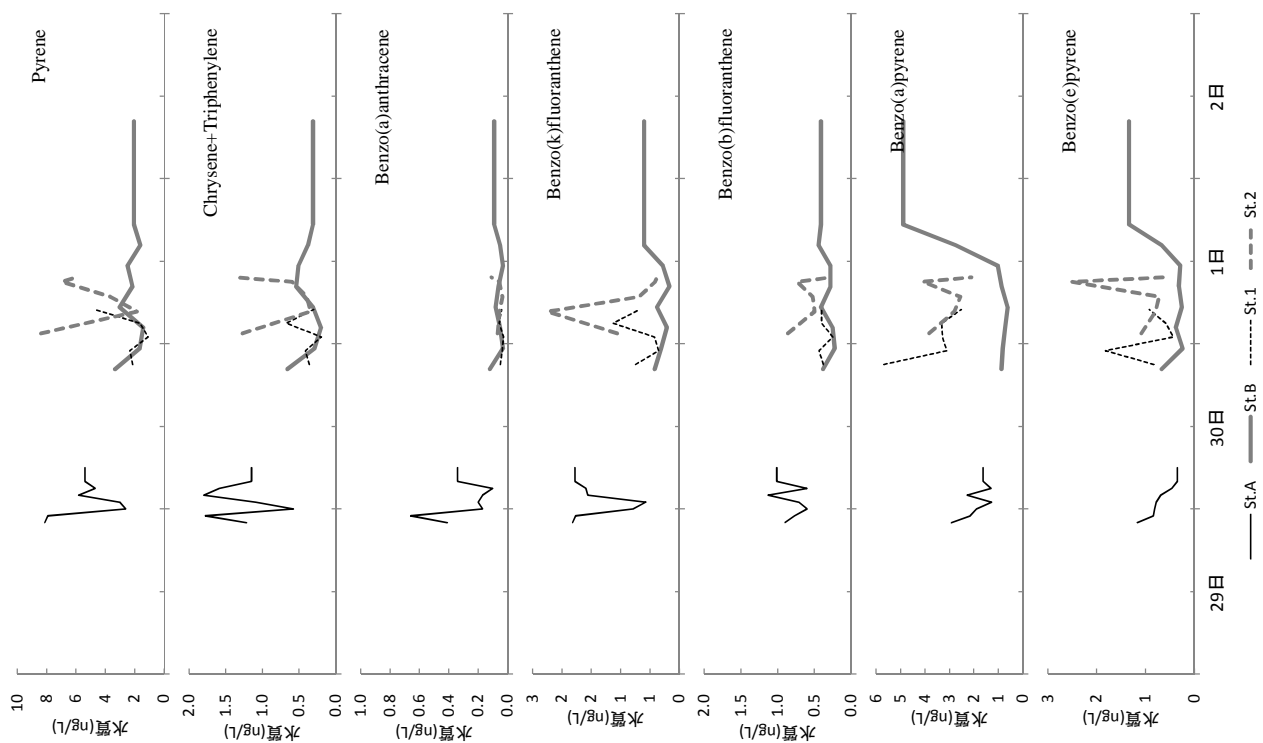 Pyrene
10
8
6
4
2
0
水質(ng/L)
Chrysene+Triphenylene
2.0
1.5
1.0
0.5
0.0
水質(ng/L)
Benzo(a)anthracene
0.8
0.6
0.4
0.2
0.0
水質(ng/L)
Benzo(k)fluoranthene
3
2
2
1
1
0
水質(ng/L)
Benzo(b)fluoranthene
2.0
1.5
1.0
0.5
0.0
水質(ng/L)
Benzo(a)pyrene
6
5
4
3
2
1
0
水質(ng/L)
Benzo(e)pyrene
3
2
1
0
水質(ng/L)
29日 30日 1日 2日
St.A St.B St.1 St.2